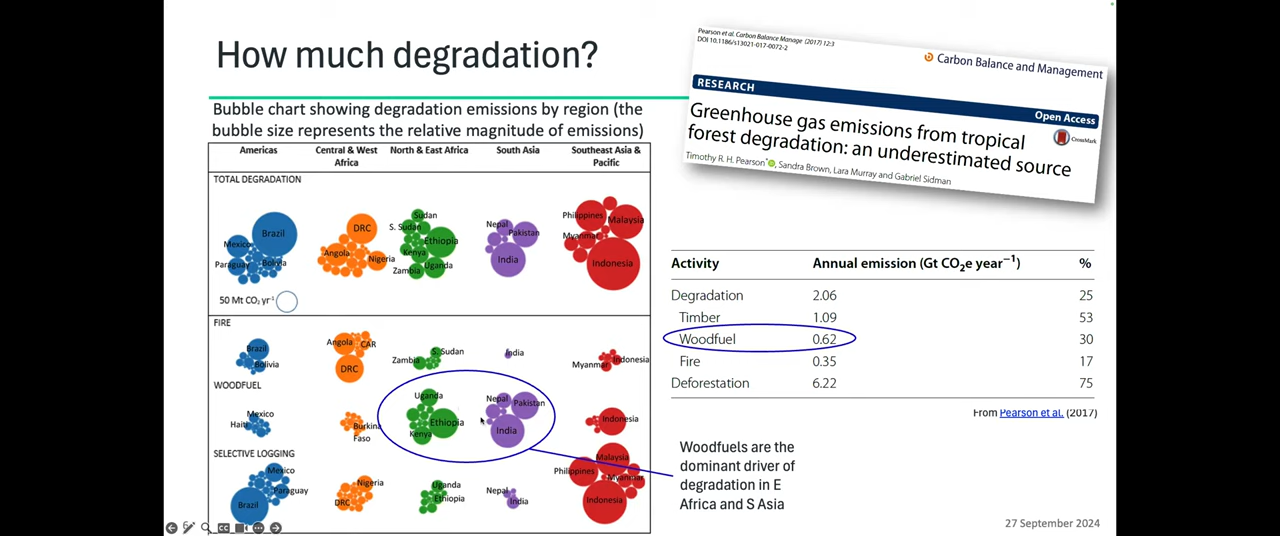 How much degradation?
Pearson et al. Carbon Balance Manage (2017) 12:3
DOI 10.1186/s13021-017-0072-2
Carbon Balance and Management
RESEARCH
Open Access
Greenhouse gas emissions from tropical
forest degradation: an underestimated source
CrossMark
Timothy R. H. Pearson*, Sandra Brown, Lara Murray and Gabriel Sidman
Bubble chart showing degradation emissions by region (the
bubble size represents the relative magnitude of emissions)
Americas
Central & West
Africa
North & East Africa
South Asia
Southeast Asia &
Pacific
TOTAL DEGRADATION
Brazil
Mexico
Paraguay
Bolivia
DRC
Angola
Nigeria
Sudan
S. Sudan
Ethiopia
Kenya
Zambia
Uganda
Nepal
Pakistan
India
Philippines
Malaysia
Myanmar
Indonesia
50 Mt CO₂ yr⁻¹
FIRE
Brazil
Bolivia
Angola
CAR
DRC
S. Sudan
Zambia
India
Myanmar
Indonesia
WOODFUEL
Mexico
Haiti
Burkina
Faso
Uganda
Ethiopia
Kenya
Nepal
Pakistan
India
Indonesia
SELECTIVE LOGGING
Mexico
Paraguay
Brazil
Nigeria
DRC
Uganda
Ethiopia
Nepal
India
Malaysia
Philippines
Myanmar
Indonesia
Activity Annual emission (Gt CO₂e year⁻¹) %
Degradation 2.06 25
Timber 1.09 53
Woodfuel 0.62 30
Fire 0.35 17
Deforestation 6.22 75
From Pearson et al. (2017)
Woodfuels are the
dominant driver of
degradation in E
Africa and S Asia
27 September 2024